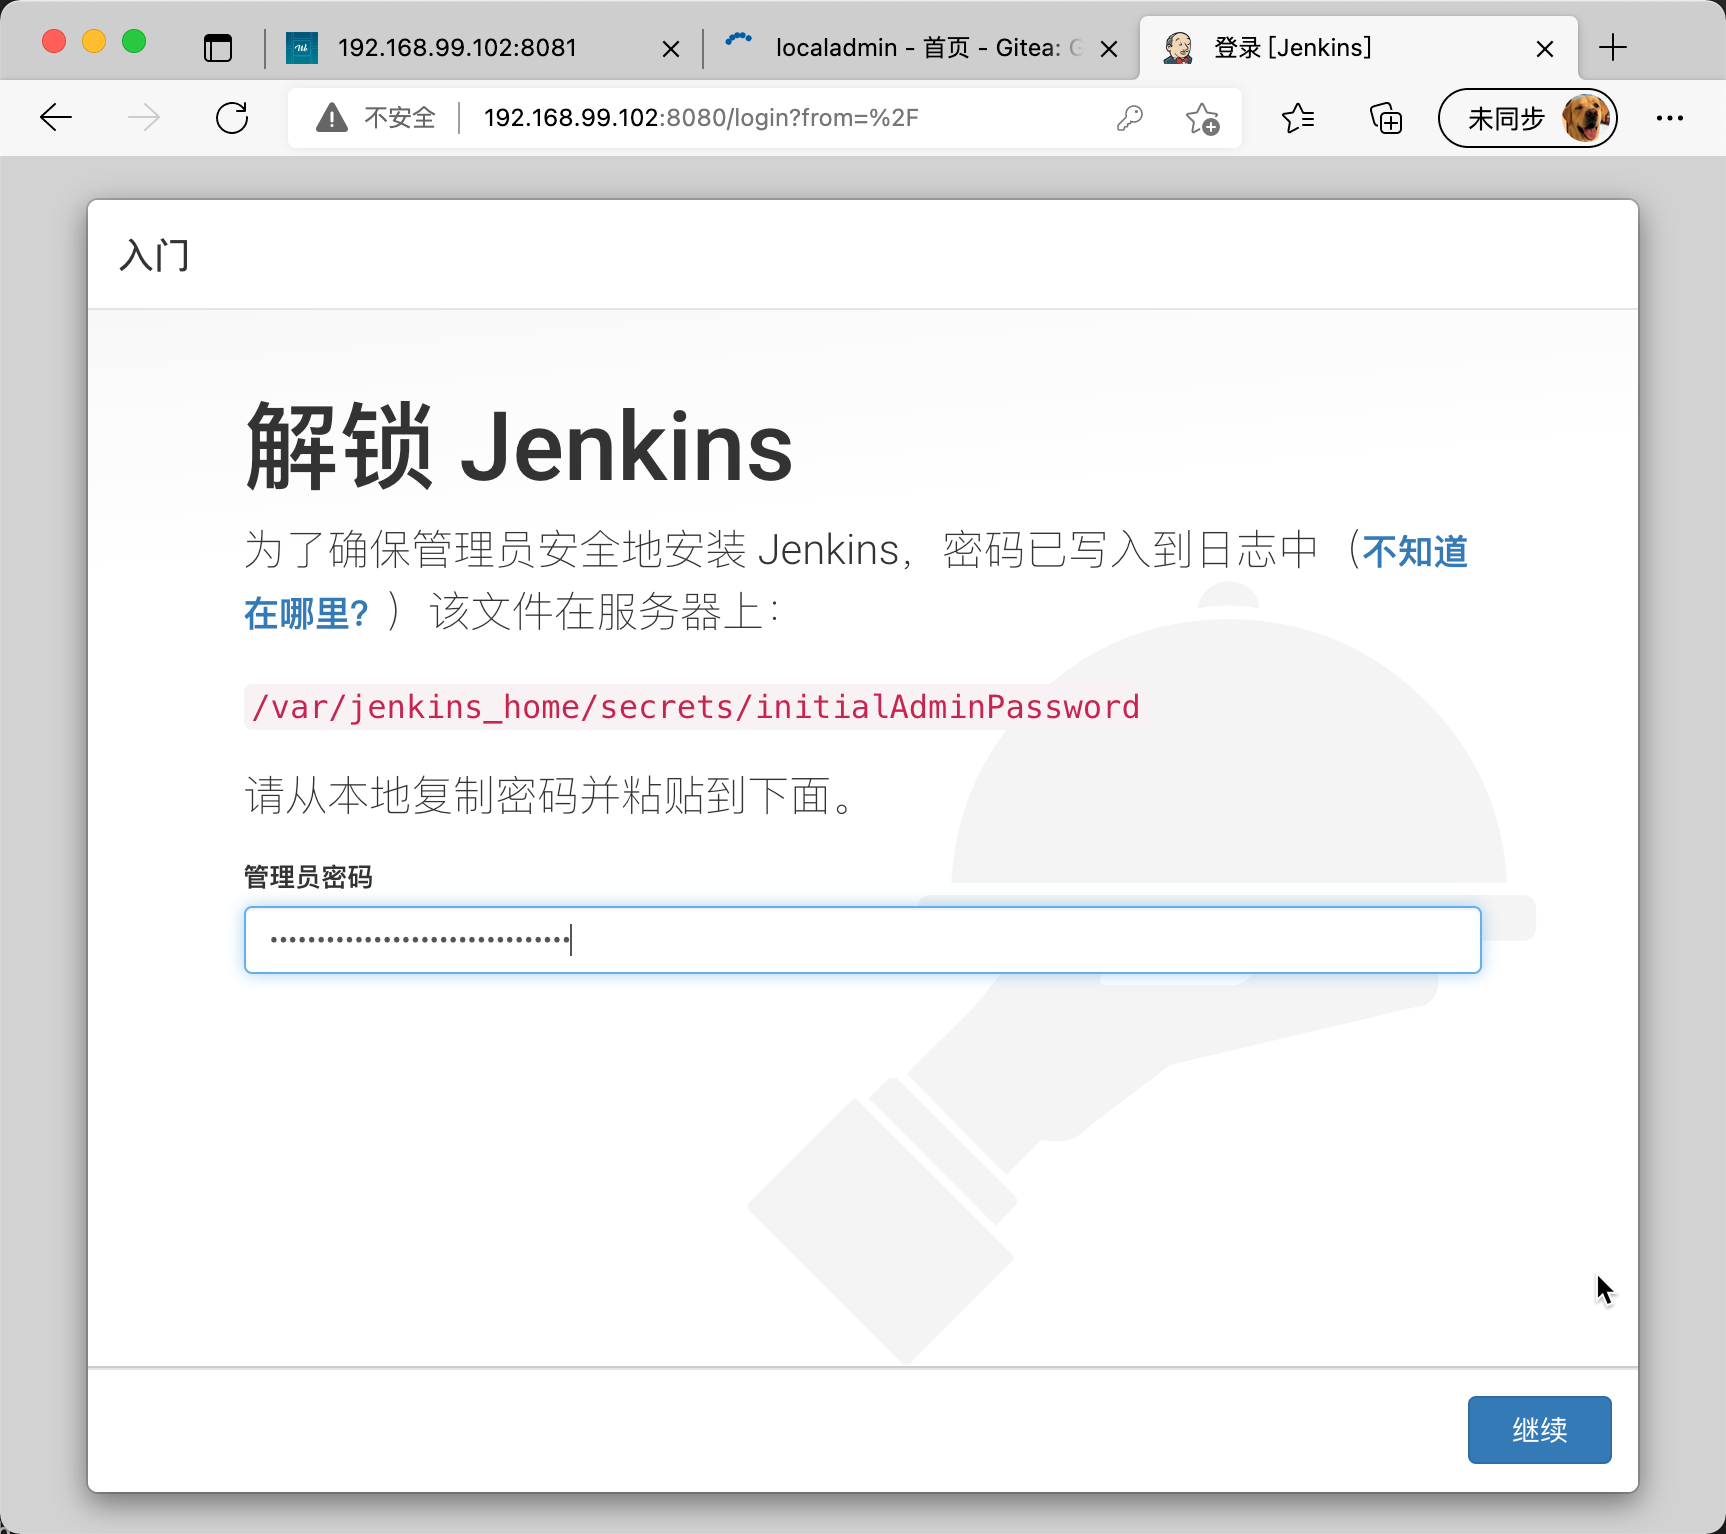 192.168.99.102:8081
localadmin - 首页 - Gitea:
登录 [Jenkins]
不安全
192.168.99.102:8080/login?from=%2F
未同步
入门
解锁 Jenkins
为了确保管理员安全地安装 Jenkins，密码已写入到日志中（不知道
在哪里？）该文件在服务器上：
/var/jenkins_home/secrets/initialAdminPassword
请从本地复制密码并粘贴到下面。
管理员密码
继续